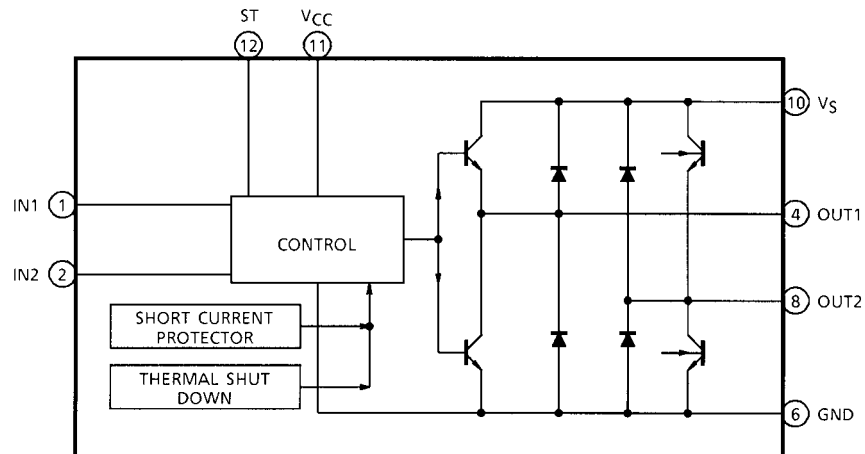 ST VCC
12 11
10 VS
IN1 1
4 OUT1
CONTROL
IN2 2
8 OUT2
SHORT CURRENT
PROTECTOR
THERMAL SHUT
DOWN
6 GND